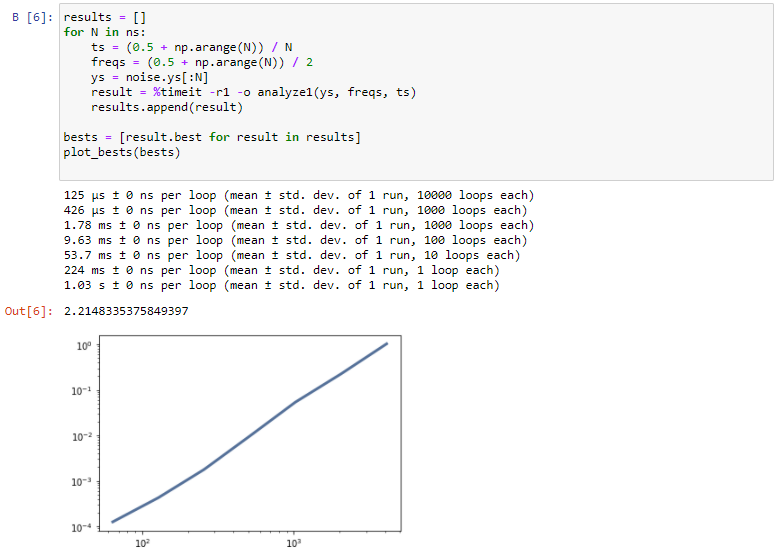 В [6]: results = []
for N in ns:
    ts = (0.5 + np.arange(N)) / N
    freqs = (0.5 + np.arange(N)) / 2
    ys = noise.ys[:N]
    result = %timeit -r1 -o analyze1(ys, freqs, ts)
    results.append(result)

bests = [result.best for result in results]
plot_bests(bests)
125 µs ± 0 ns per loop (mean ± std. dev. of 1 run, 10000 loops each)
426 µs ± 0 ns per loop (mean ± std. dev. of 1 run, 1000 loops each)
1.78 ms ± 0 ns per loop (mean ± std. dev. of 1 run, 1000 loops each)
9.63 ms ± 0 ns per loop (mean ± std. dev. of 1 run, 100 loops each)
53.7 ms ± 0 ns per loop (mean ± std. dev. of 1 run, 10 loops each)
224 ms ± 0 ns per loop (mean ± std. dev. of 1 run, 1 loop each)
1.03 s ± 0 ns per loop (mean ± std. dev. of 1 run, 1 loop each)
Out[6]: 2.2148335375849397
10⁰
10⁻¹
10⁻²
10⁻³
10⁻⁴
10² 10³